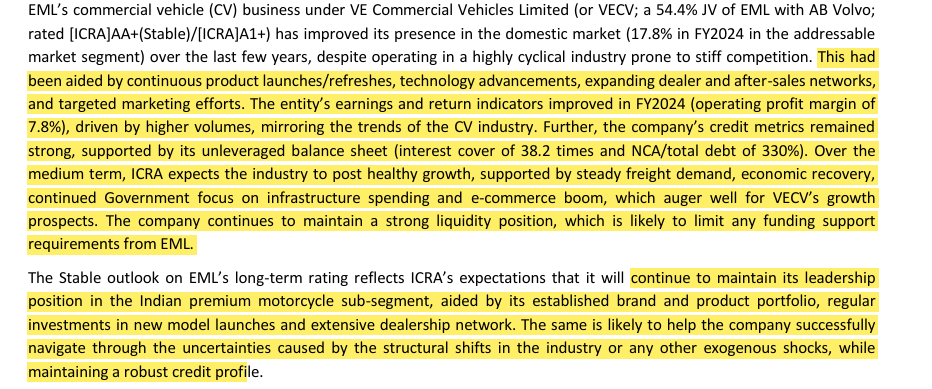 EML's commercial vehicle (CV) business under VE Commercial Vehicles Limited (or VECV; a 54.4% JV of EML with AB Volvo;
rated [ICRA]AA+(Stable)/[ICRA]A1+) has improved its presence in the domestic market (17.8% in FY2024 in the addressable
market segment) over the last few years, despite operating in a highly cyclical industry prone to stiff competition. This had
been aided by continuous product launches/refreshes, technology advancements, expanding dealer and after-sales networks,
and targeted marketing efforts. The entity's earnings and return indicators improved in FY2024 (operating profit margin of
7.8%), driven by higher volumes, mirroring the trends of the CV industry. Further, the company's credit metrics remained
strong, supported by its unleveraged balance sheet (interest cover of 38.2 times and NCA/total debt of 330%). Over the
medium term, ICRA expects the industry to post healthy growth, supported by steady freight demand, economic recovery,
continued Government focus on infrastructure spending and e-commerce boom, which auger well for VECV's growth
prospects. The company continues to maintain a strong liquidity position, which is likely to limit any funding support
requirements from EML.
The Stable outlook on EML's long-term rating reflects ICRA's expectations that it will continue to maintain its leadership
position in the Indian premium motorcycle sub-segment, aided by its established brand and product portfolio, regular
investments in new model launches and extensive dealership network. The same is likely to help the company successfully
navigate through the uncertainties caused by the structural shifts in the industry or any other exogenous shocks, while
maintaining a robust credit profile.